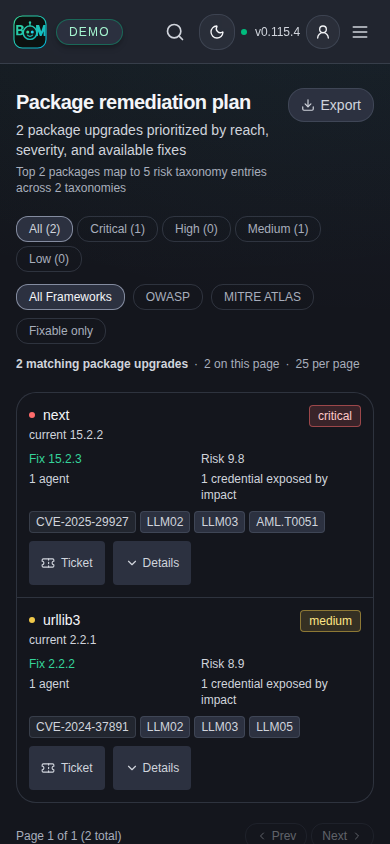 BOM
DEMO
v0.115.4
Package remediation plan
Export
2 package upgrades prioritized by reach,
severity, and available fixes
Top 2 packages map to 5 risk taxonomy entries
across 2 taxonomies
All (2)
Critical (1)
High (0)
Medium (1)
Low (0)
All Frameworks
OWASP
MITRE ATLAS
Fixable only
2 matching package upgrades · 2 on this page · 25 per page
next
critical
current 15.2.2
Fix 15.2.3
Risk 9.8
1 agent
1 credential exposed by
impact
CVE-2025-29927
LLM02
LLM03
AML.T0051
Ticket
Details
urllib3
medium
current 2.2.1
Fix 2.2.2
Risk 8.9
1 agent
1 credential exposed by
impact
CVE-2024-37891
LLM02
LLM03
LLM05
Ticket
Details
Page 1 of 1 (2 total)
Prev
Next